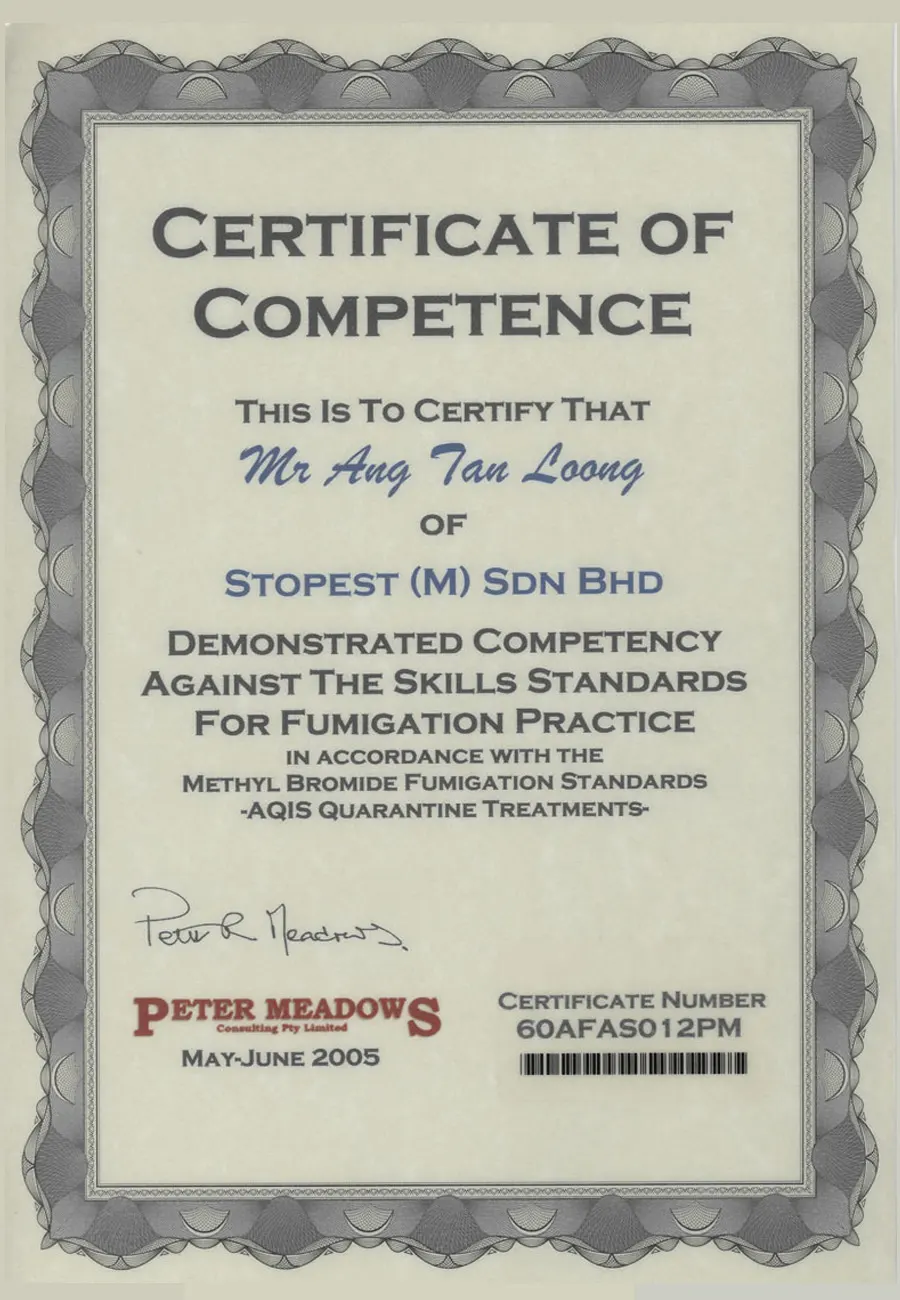 CERTIFICATE OF
COMPETENCE
THIS IS TO CERTIFY THAT
Mr Ang Tan Loong
OF
STOPEST (M) SDN BHD
DEMONSTRATED COMPETENCY
AGAINST THE SKILLS STANDARDS
FOR FUMIGATION PRACTICE
IN ACCORDANCE WITH THE
METHYL BROMIDE FUMIGATION STANDARDS
-AQIS QUARANTINE TREATMENTS-
Peter R Meadows
PETER MEADOWS
Consulting Pty Limited
MAY-JUNE 2005
CERTIFICATE NUMBER
60AFAS012PM